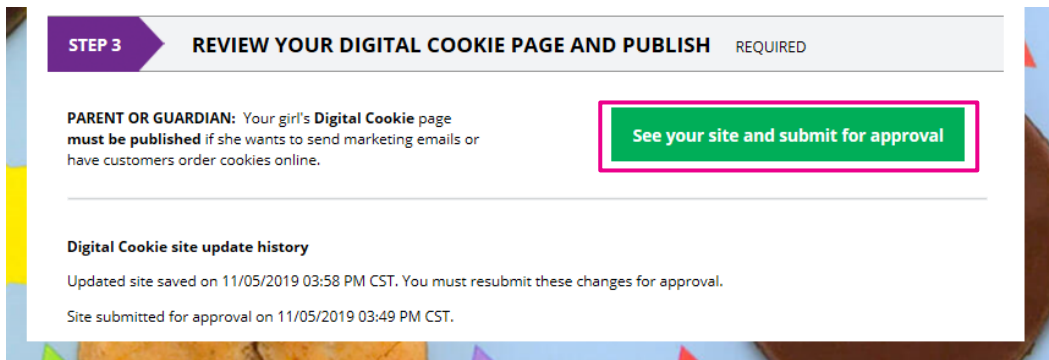 STEP 3 REVIEW YOUR DIGITAL COOKIE PAGE AND PUBLISH REQUIRED
PARENT OR GUARDIAN: Your girl's Digital Cookie page
must be published if she wants to send marketing emails or
have customers order cookies online.
See your site and submit for approval
Digital Cookie site update history
Updated site saved on 11/05/2019 03:58 PM CST. You must resubmit these changes for approval.
Site submitted for approval on 11/05/2019 03:49 PM CST.